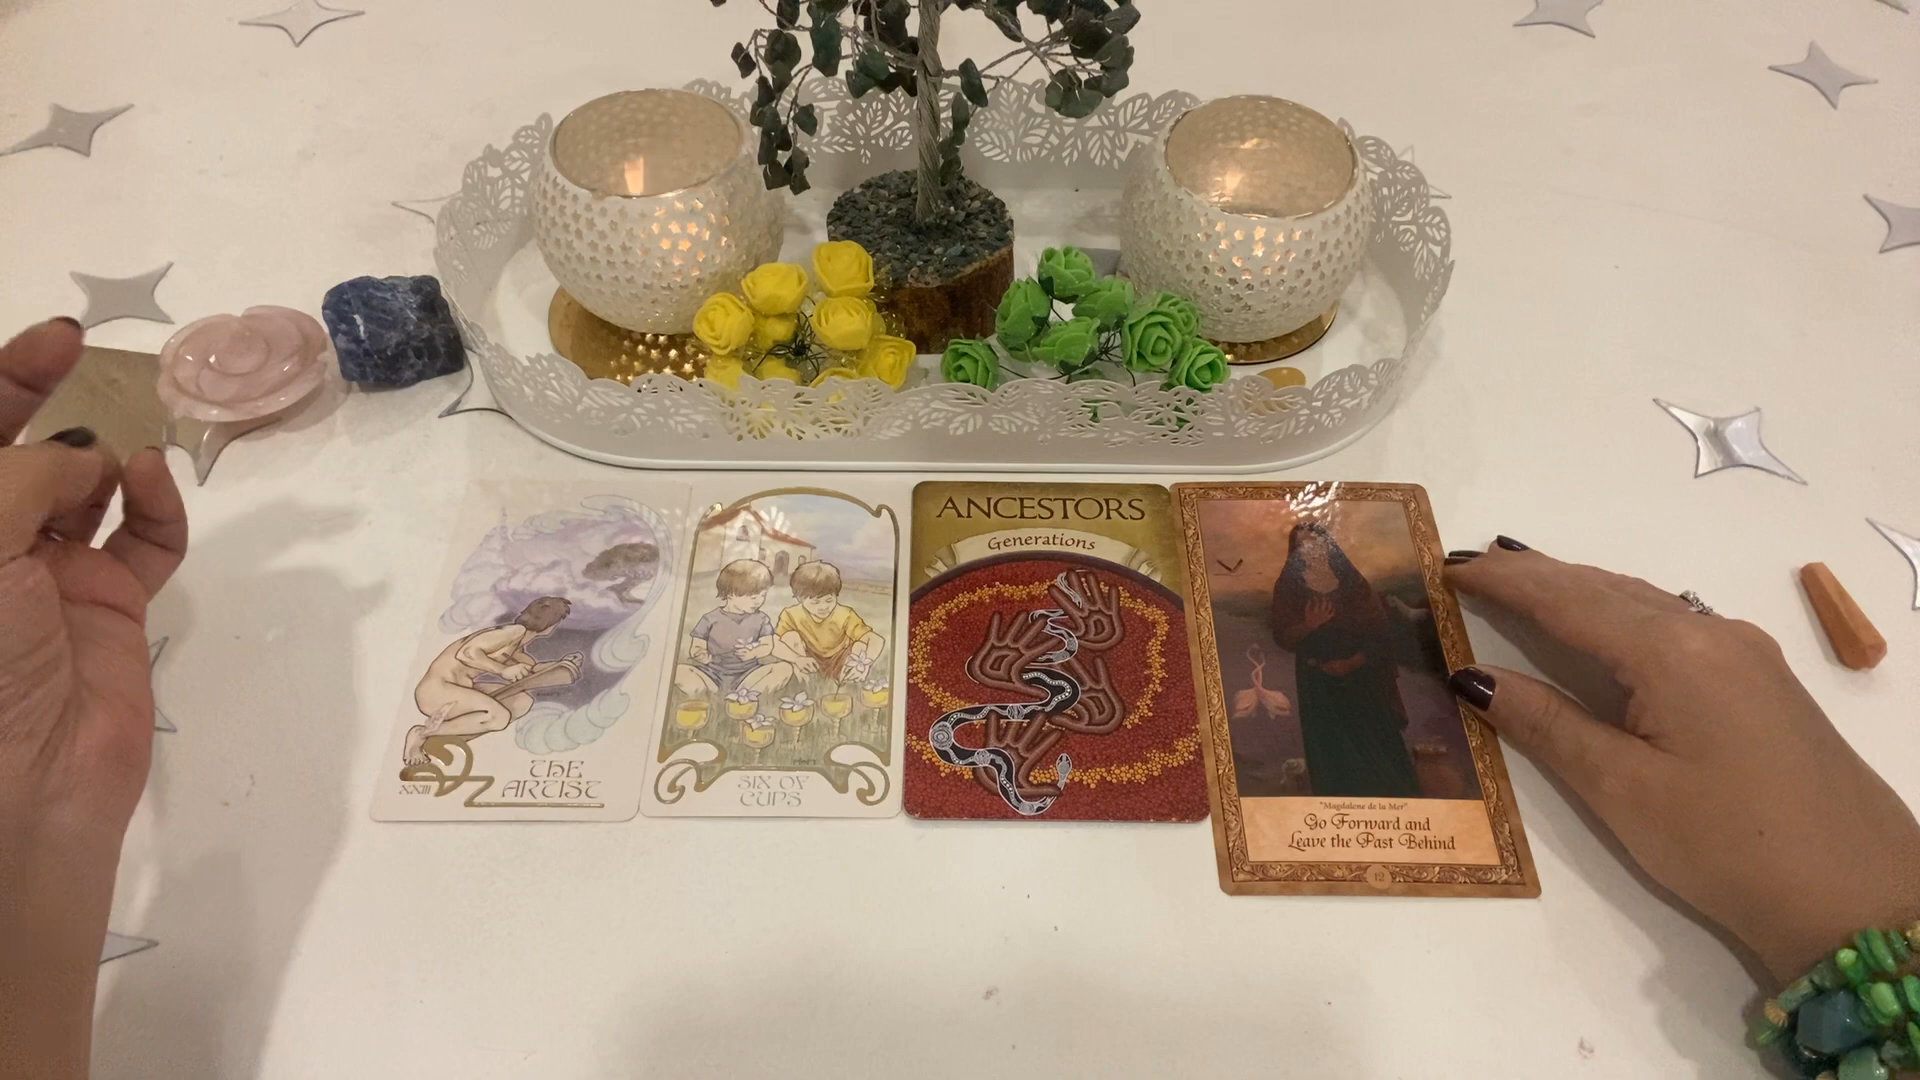 XXIII
THE
ARTIST
SIX OF
CUPS
ANCESTORS
Generations
"Magdalene de la Mer"
Go Forward and
Leave the Past Behind
12